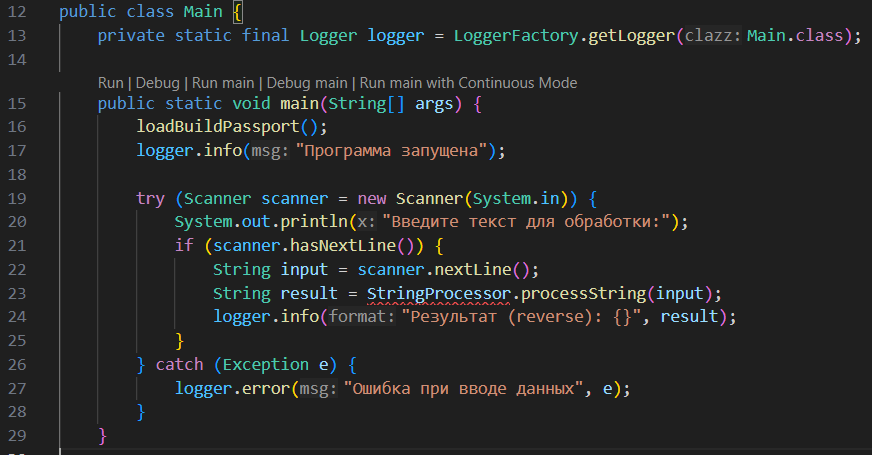 12 public class Main {
13 private static final Logger logger = LoggerFactory.getLogger(clazz: Main.class);
14
Run | Debug | Run main | Debug main | Run main with Continuous Mode
15 public static void main(String[] args) {
16 loadBuildPassport();
17 logger.info(msg: "Программа запущена");
18
19 try (Scanner scanner = new Scanner(System.in)) {
20 System.out.println(x: "Введите текст для обработки:");
21 if (scanner.hasNextLine()) {
22 String input = scanner.nextLine();
23 String result = StringProcessor.processString(input);
24 logger.info(format: "Результат (reverse): {}", result);
25 }
26 } catch (Exception e) {
27 logger.error(msg: "Ошибка при вводе данных", e);
28 }
29 }